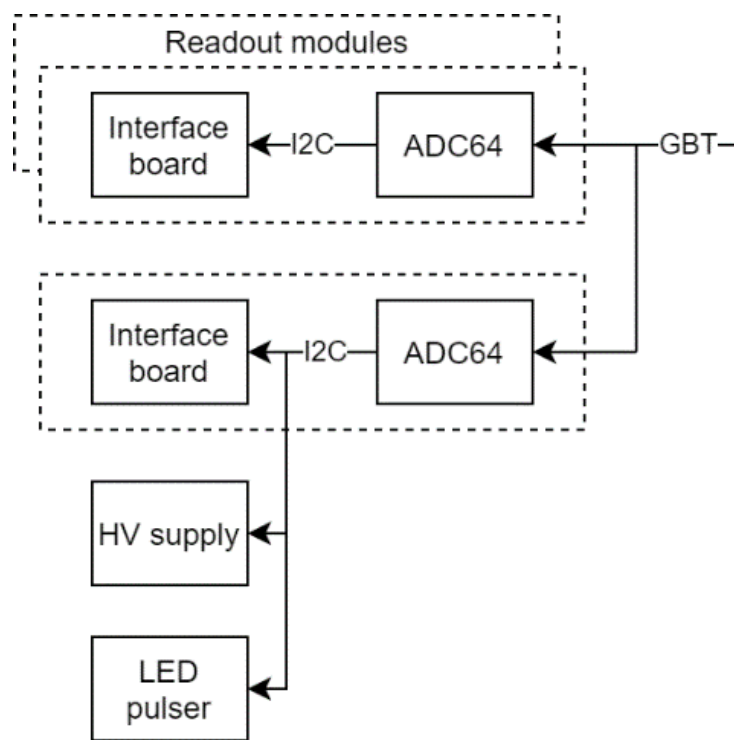 Readout modules
Interface
board
I2C
ADC64
GBT
Interface
board
I2C
ADC64
HV supply
LED
pulser